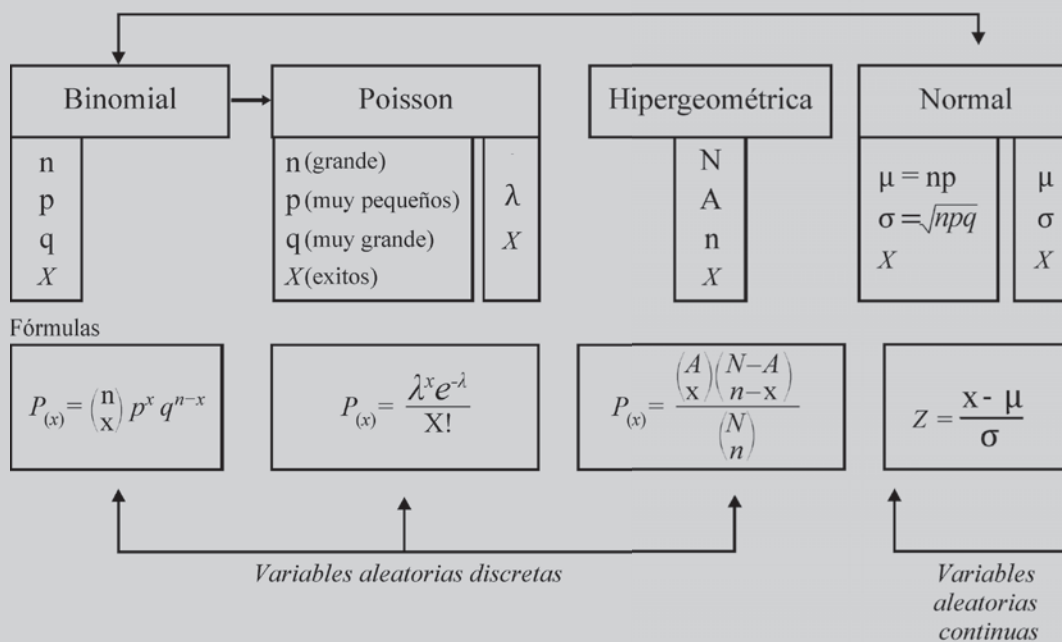 Binomial
Poisson
Hipergeométrica
Normal
n
p
q
X
n (grande)
p (muy pequeños)
q (muy grande)
X (exitos)
λ
X
N
A
n
X
μ = np
σ = √npq
X
μ
σ
X
Fórmulas
P(x) = (n x) p^x q^n−x
P(x) = λ^x e^-λ / X!
P(x) = (A x) (N−A n−x) / (N n)
Z = x - μ / σ
Variables aleatorias discretas
Variables
aleatorias
continuas